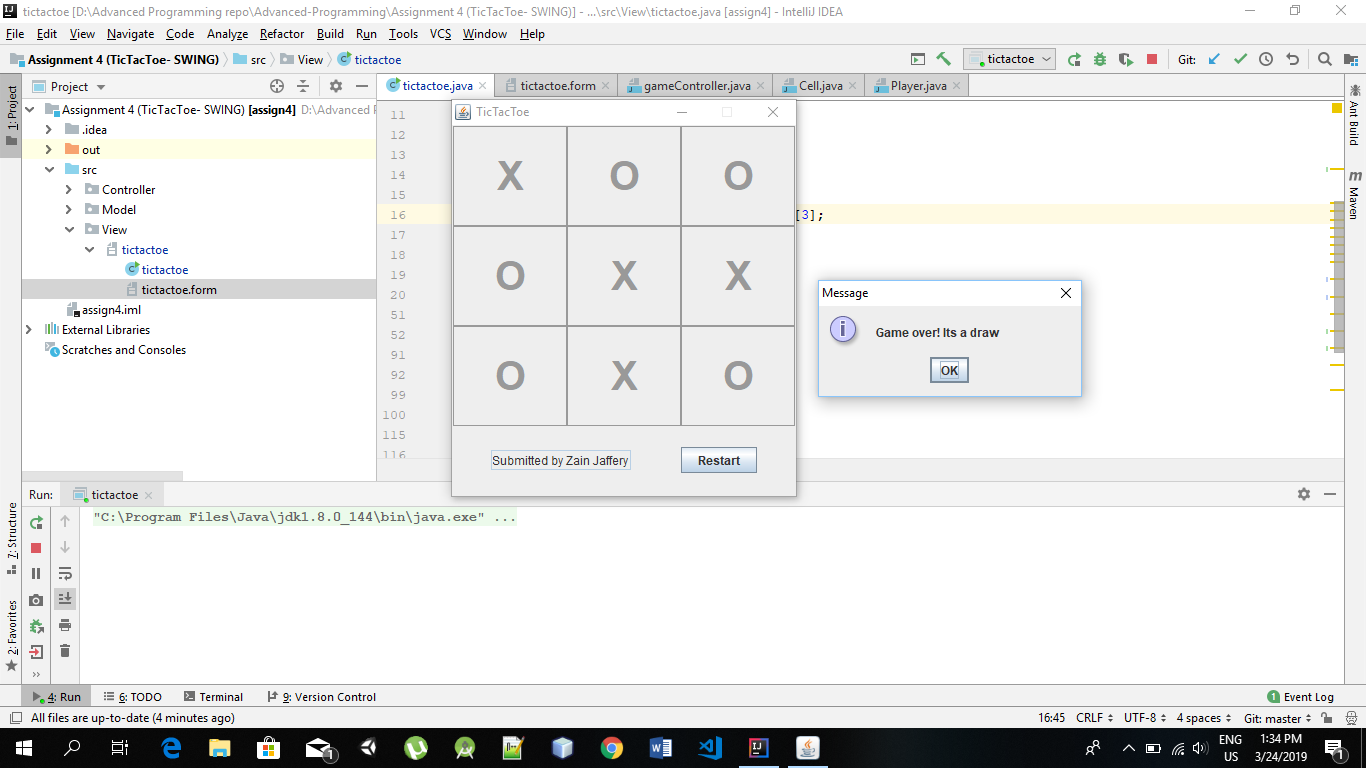 tictactoe [D:\Advanced Programming repo\Advanced-Programming\Assignment 4 (TicTacToe- SWING)] - ...\src\View\tictactoe.java [assign4] - IntelliJ IDEA
File Edit View Navigate Code Analyze Refactor Build Run Tools VCS Window Help
Assignment 4 (TicTacToe- SWING) src View tictactoe
tictactoe
Git:
1: Project
Project
tictactoe.java
tictactoe.form
gameController.java
Cell.java
Player.java
Assignment 4 (TicTacToe- SWING) [assign4] D:\Advanced P
.idea
out
src
Controller
Model
View
tictactoe
tictactoe
tictactoe.form
assign4.iml
External Libraries
Scratches and Consoles
11
12
13
14
15
16
17
18
19
20
51
52
91
92
99
100
115
116
[3];
TicTacToe
X O O
O X X
O X O
Submitted by Zain Jaffery
Restart
Message
Game over! Its a draw
OK
Ant Build
m
Maven
7: Structure
2: Favorites
Run: tictactoe
"C:\Program Files\Java\jdk1.8.0_144\bin\java.exe" ...
4: Run 6: TODO Terminal 9: Version Control
1 Event Log
All files are up-to-date (4 minutes ago)
16:45 CRLF UTF-8 4 spaces Git: master
1
ENG
US
1:34 PM
3/24/2019
1